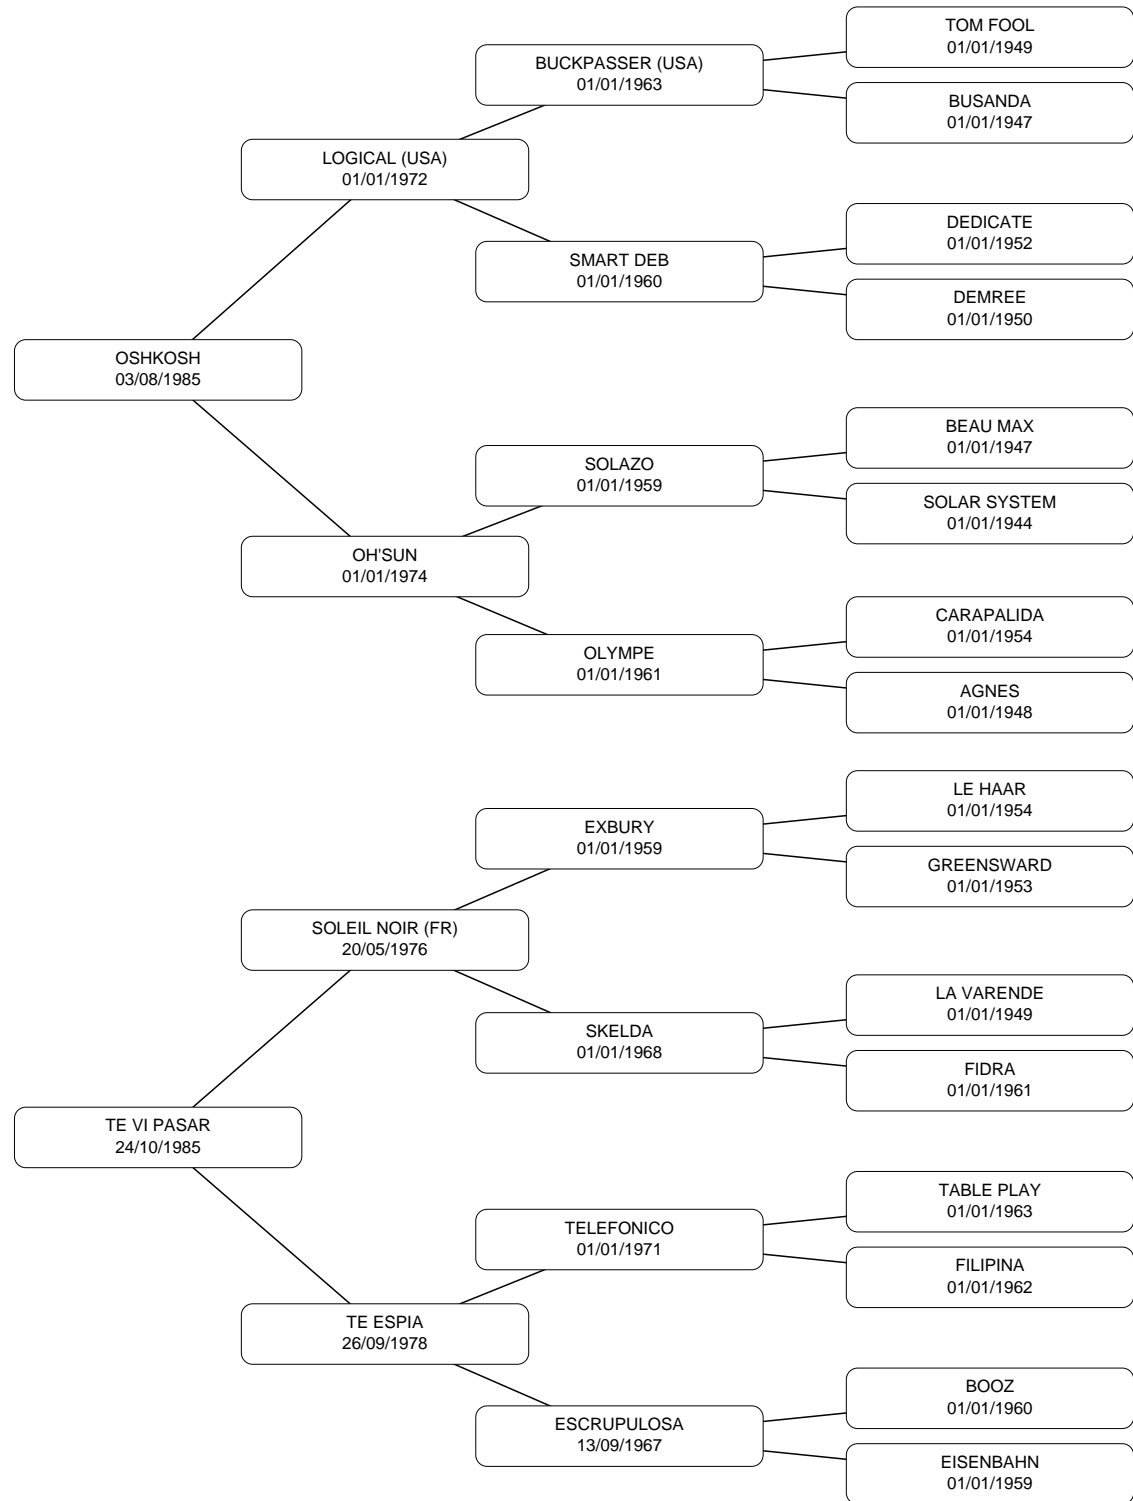 TOM FOOL
01/01/1949
BUCKPASSER (USA)
01/01/1963
BUSANDA
01/01/1947
LOGICAL (USA)
01/01/1972
DEDICATE
01/01/1952
SMART DEB
01/01/1960
DEMREE
01/01/1950
OSHKOSH
03/08/1985
BEAU MAX
01/01/1947
SOLAZO
01/01/1959
SOLAR SYSTEM
01/01/1944
OH'SUN
01/01/1974
CARAPALIDA
01/01/1954
OLYMPE
01/01/1961
AGNES
01/01/1948
LE HAAR
01/01/1954
EXBURY
01/01/1959
GREENSWARD
01/01/1953
SOLEIL NOIR (FR)
20/05/1976
LA VARENDE
01/01/1949
SKELDA
01/01/1968
FIDRA
01/01/1961
TE VI PASAR
24/10/1985
TABLE PLAY
01/01/1963
TELEFONICO
01/01/1971
FILIPINA
01/01/1962
TE ESPIA
26/09/1978
BOOZ
01/01/1960
ESCRUPULOSA
13/09/1967
EISENBAHN
01/01/1959